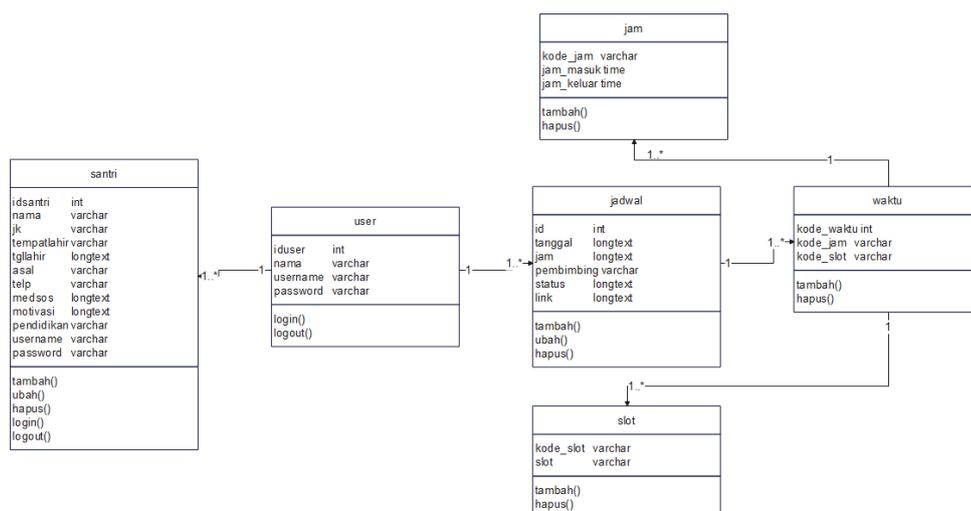 jam
kode_jam varchar
jam_masuk time
jam_keluar time
tambah()
hapus()
1..*
1
santri
idsantri int
nama varchar
jk varchar
tempatlahir varchar
tgllahir longtext
asal varchar
telp varchar
medsos longtext
motivasi longtext
pendidikan varchar
username varchar
password varchar
tambah()
ubah()
hapus()
login()
logout()
1..*
1
user
iduser int
nama varchar
username varchar
password varchar
login()
logout()
1
1..*
jadwal
id int
tanggal longtext
jam longtext
pembimbing varchar
status longtext
link longtext
tambah()
ubah()
hapus()
1
1..*
waktu
kode_waktu int
kode_jam varchar
kode_slot varchar
tambah()
hapus()
1
1..*
slot
kode_slot varchar
slot varchar
tambah()
hapus()